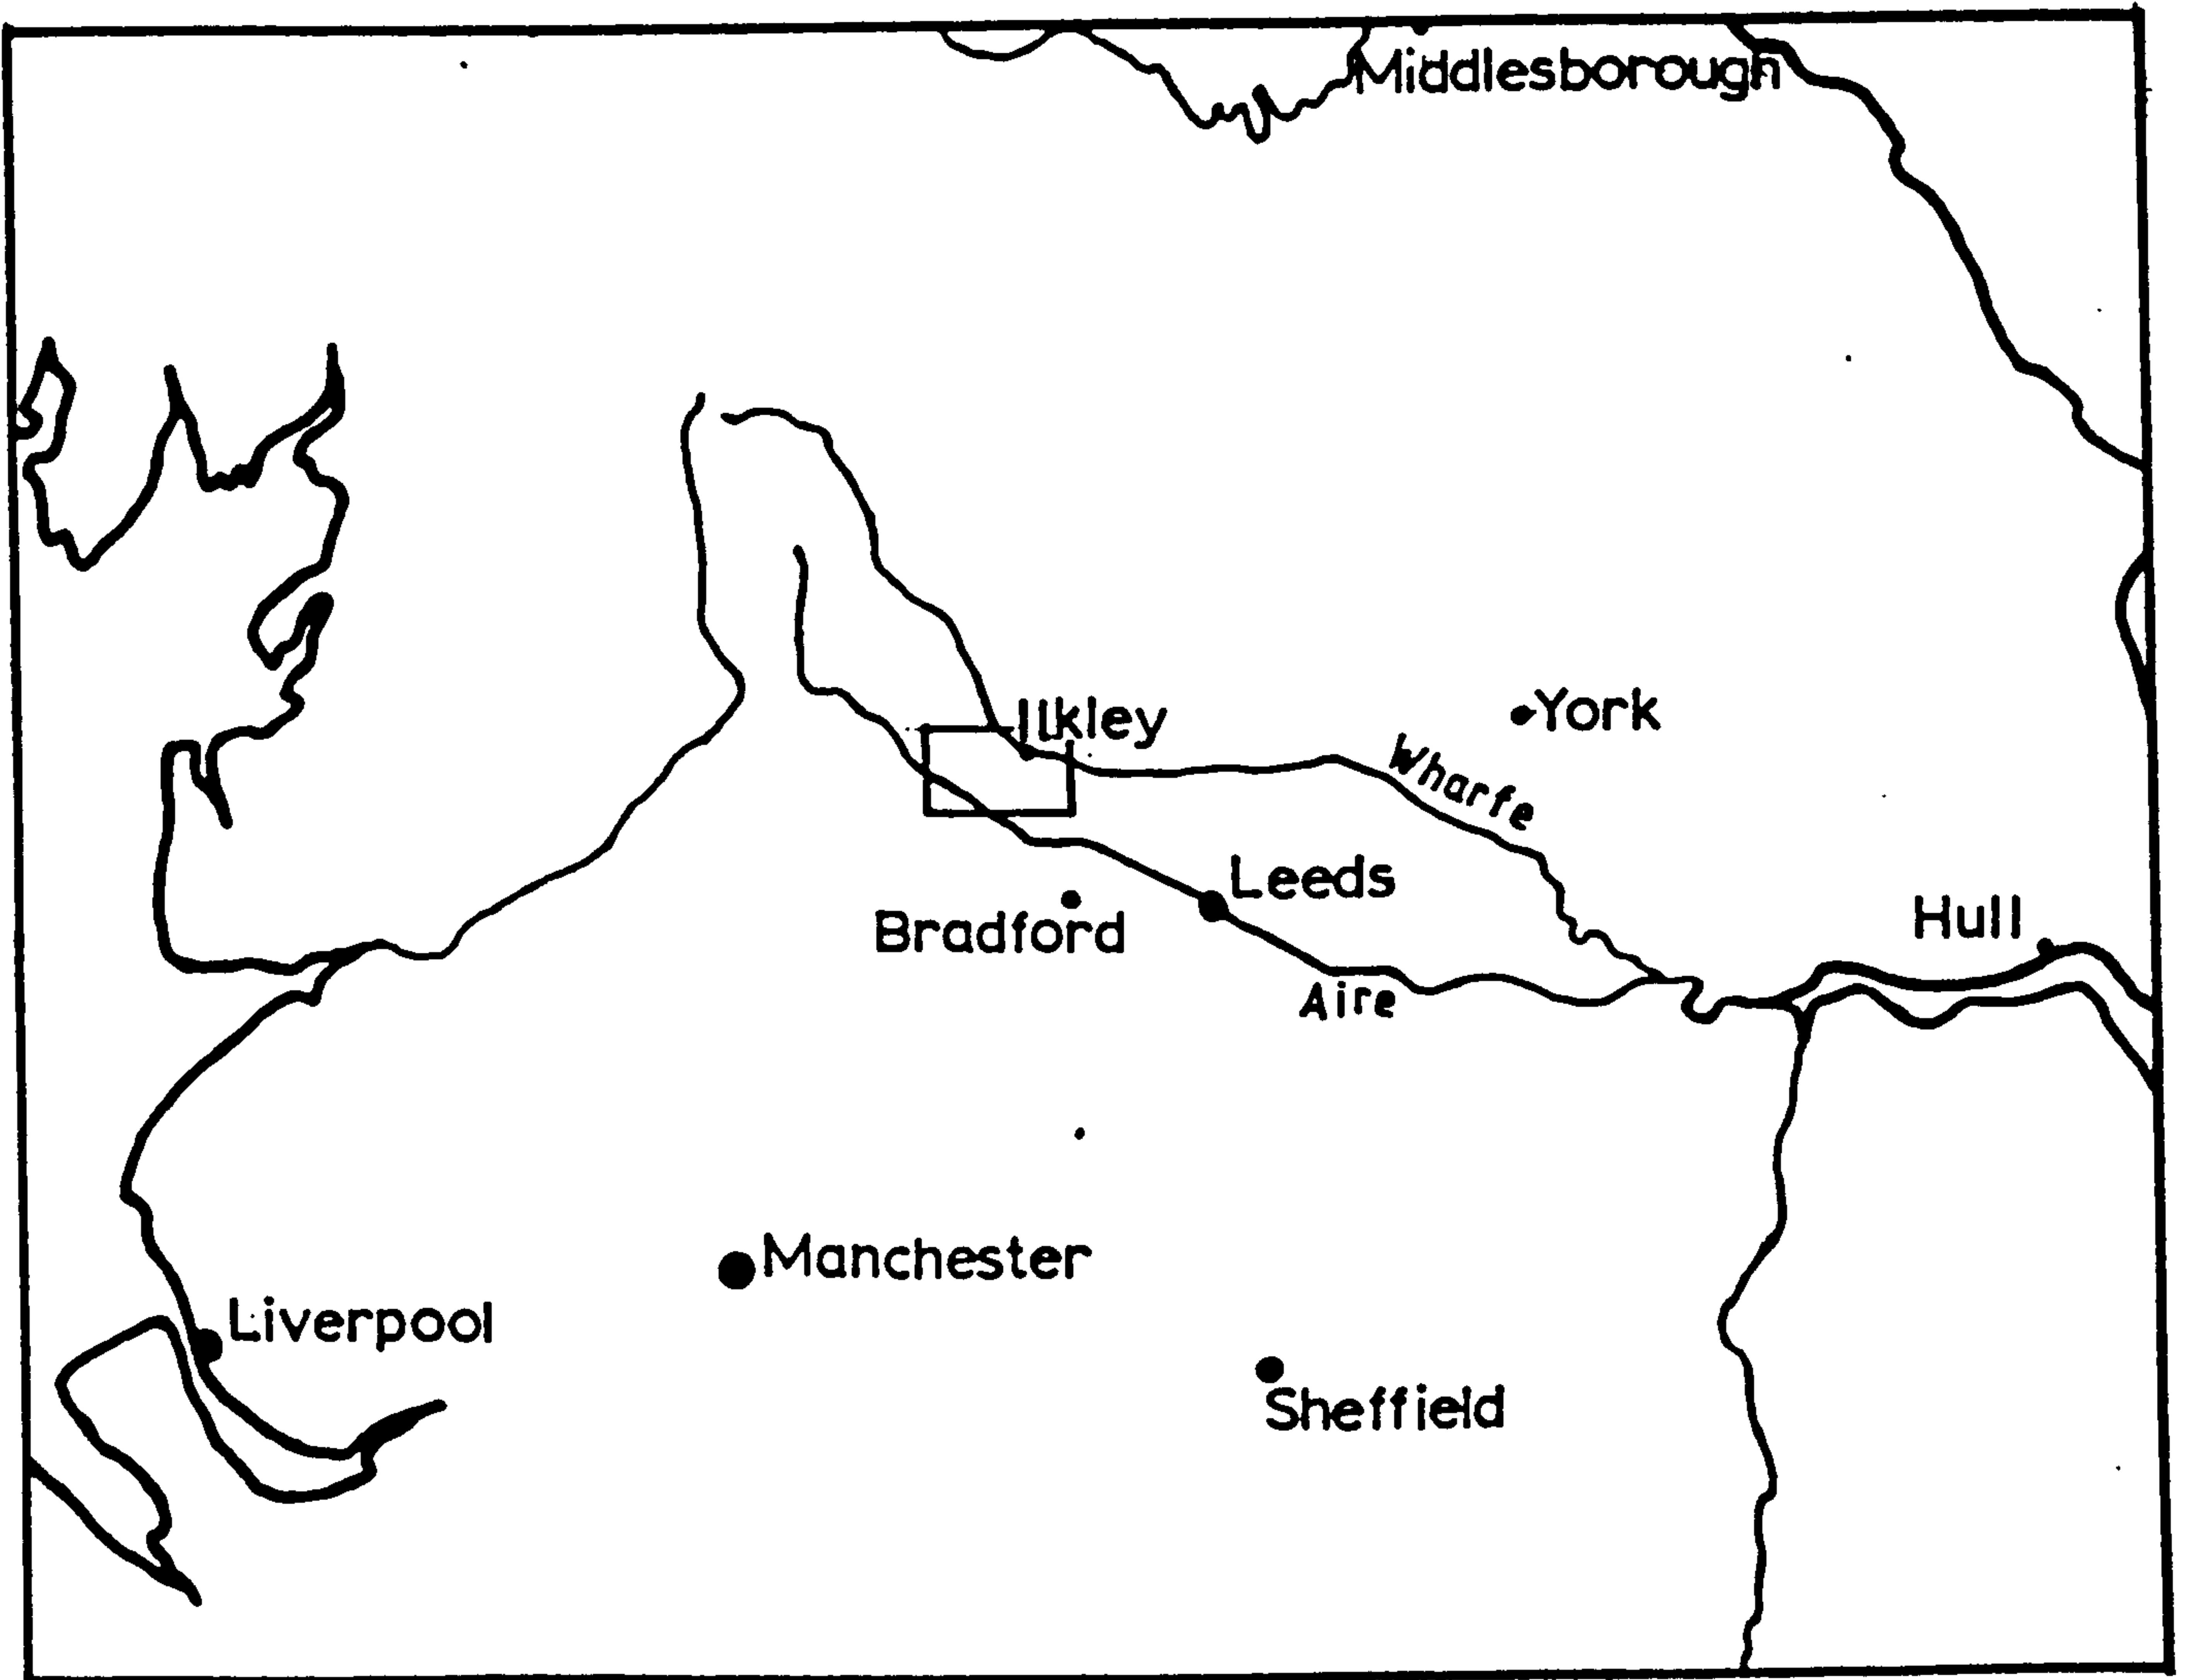 Middlesborough
Ilkley
York
Wharfe
Leeds
Bradford
Hull
Aire
Manchester
Liverpool
Sheffield